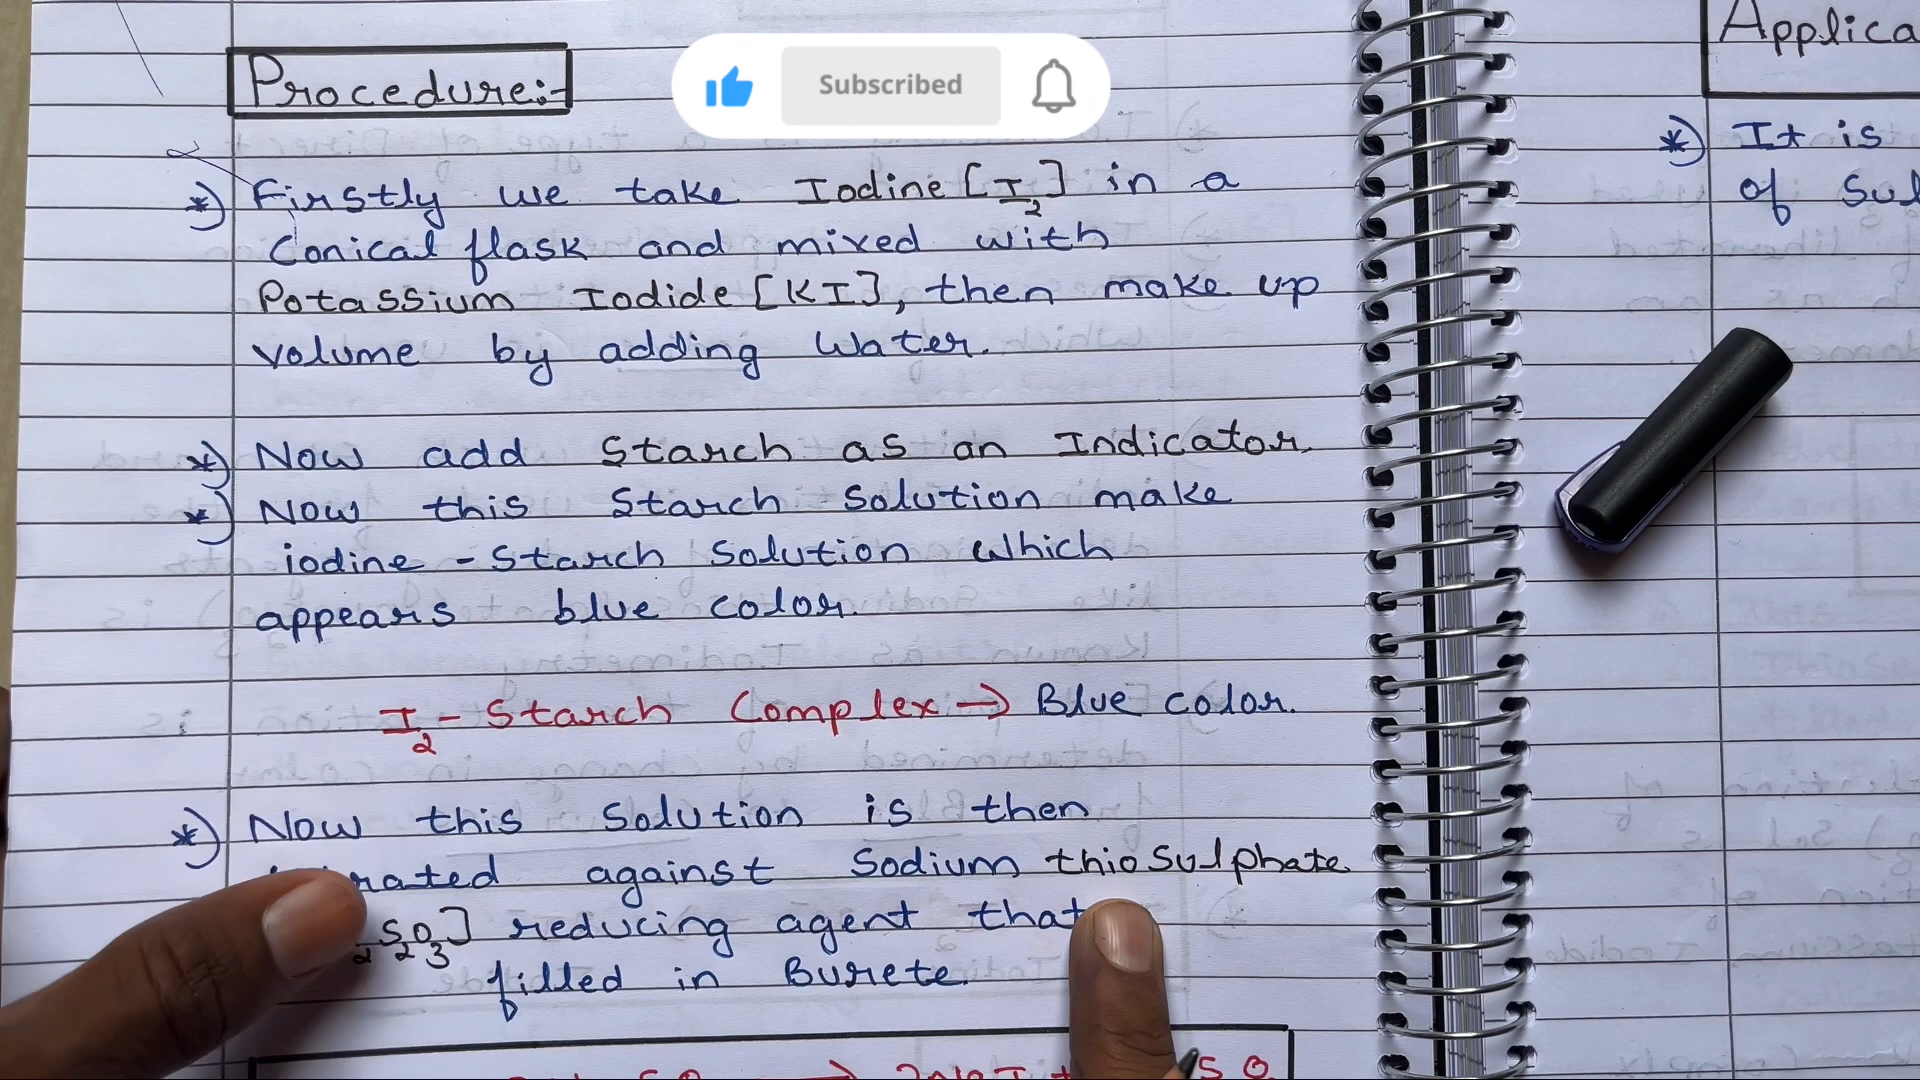 Procedure:-
Subscribed
*) Firstly we take Iodine [I2] in a
Conical flask and mixed with
Potassium Iodide [KI], then make up
volume by adding Water.
*) Now add Starch as an Indicator.
*) Now this Starch Solution make
iodine - Starch Solution which
appears blue color.
I2 - Starch Complex → Blue color.
*) Now this Solution is then
against Sodium thiosulphate
2S2O3] reducing agent that
filled in Burete.
Applica
*) It is
of Sul